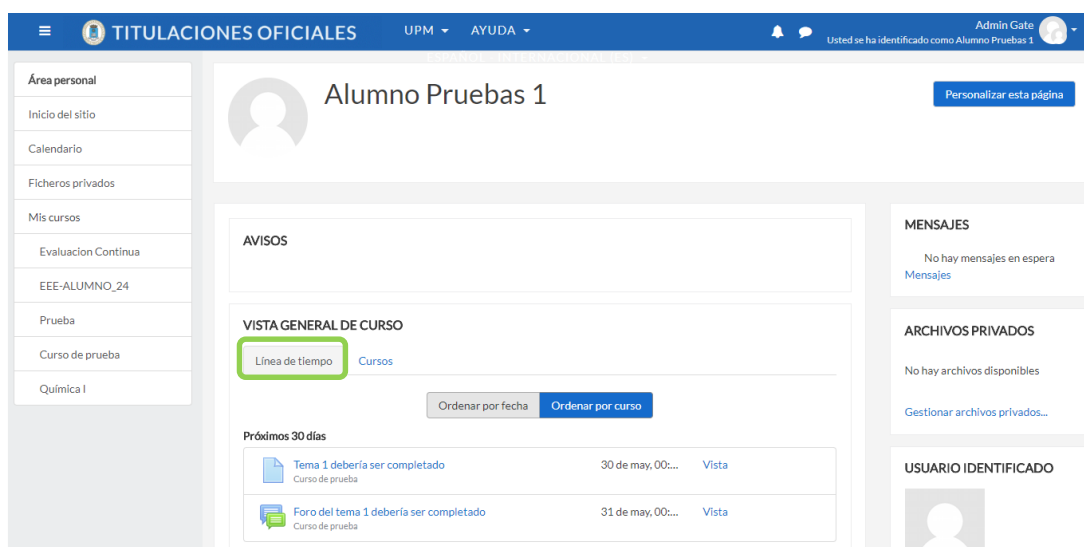 TITULACIONES OFICIALES
UPM
AYUDA
Admin Gate
Usted se ha identificado como Alumno Pruebas 1
ESPAÑOL - INTERNACIONAL (ES)
Área personal
Inicio del sitio
Calendario
Ficheros privados
Mis cursos
Evaluacion Continua
EEE-ALUMNO_24
Prueba
Curso de prueba
Química I
Alumno Pruebas 1
Personalizar esta página
AVISOS
VISTA GENERAL DE CURSO
Línea de tiempo
Cursos
Ordenar por fecha
Ordenar por curso
Próximos 30 días
Tema 1 debería ser completado
30 de may, 00:...
Vista
Curso de prueba
Foro del tema 1 debería ser completado
31 de may, 00:...
Vista
Curso de prueba
MENSAJES
No hay mensajes en espera
Mensajes
ARCHIVOS PRIVADOS
No hay archivos disponibles
Gestionar archivos privados...
USUARIO IDENTIFICADO